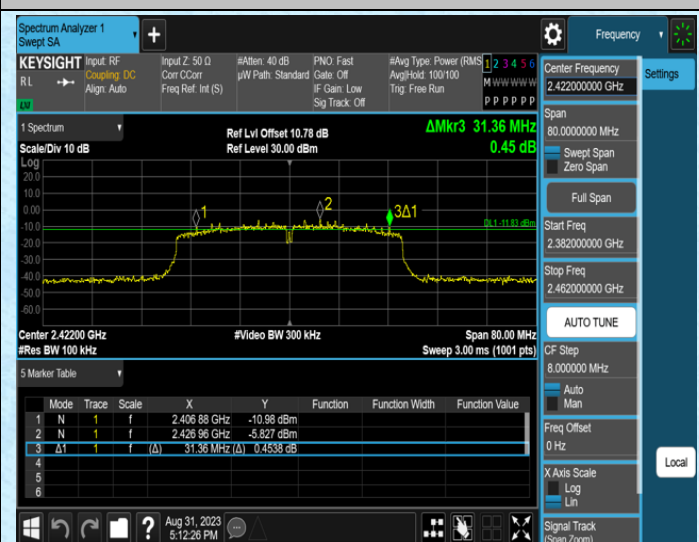 Spectrum Analyzer 1
Swept SA
+
Frequency
KEYSIGHT
RL
Input: RF
Coupling: DC
Align: Auto
Input Z: 50 Ω
Corr CCorr
Freq Ref: Int (S)
#Atten: 40 dB
µW Path: Standard
PNO: Fast
Gate: Off
IF Gain: Low
Sig Track: Off
#Avg Type: Power (RMS
Avg|Hold: 100/100
Trig: Free Run
1 2 3 4 5 6
M W W W W W
P P P P P P
1 Spectrum
Scale/Div 10 dB
Ref Lvl Offset 10.78 dB
Ref Level 30.00 dBm
ΔMkr3 31.36 MHz
0.45 dB
Log
20.0
10.0
0.00
-10.0
-20.0
-30.0
-40.0
-50.0
-60.0
1
2
3Δ1
DL1 -11.83 dBm
Center 2.42200 GHz
#Res BW 100 kHz
#Video BW 300 kHz
Span 80.00 MHz
Sweep 3.00 ms (1001 pts)
5 Marker Table
Mode Trace Scale X Y Function Function Width Function Value
1 N 1 f 2.406 88 GHz -10.98 dBm
2 N 1 f 2.426 96 GHz -5.827 dBm
3 Δ1 1 f (Δ) 31.36 MHz (Δ) 0.4538 dB
4
5
6
Aug 31, 2023
5:12:26 PM
Center Frequency
2.422000000 GHz
Span
80.0000000 MHz
Swept Span
Zero Span
Full Span
Start Freq
2.382000000 GHz
Stop Freq
2.462000000 GHz
AUTO TUNE
CF Step
8.000000 MHz
Auto
Man
Freq Offset
0 Hz
X Axis Scale
Log
Lin
Signal Track
(Span Zoom)
Settings
Local